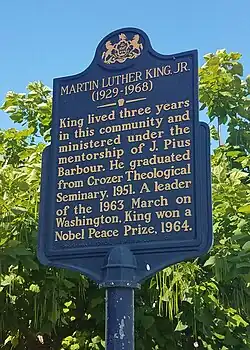 MARTIN LUTHER KING, JR.
(1929-1968)
King lived three years
in this community and
ministered under the
mentorship of J. Pius
Barbour. He graduated
from Crozer Theological
Seminary, 1951. A leader
of the 1963 March on
Washington, King won a
Nobel Peace Prize, 1964.